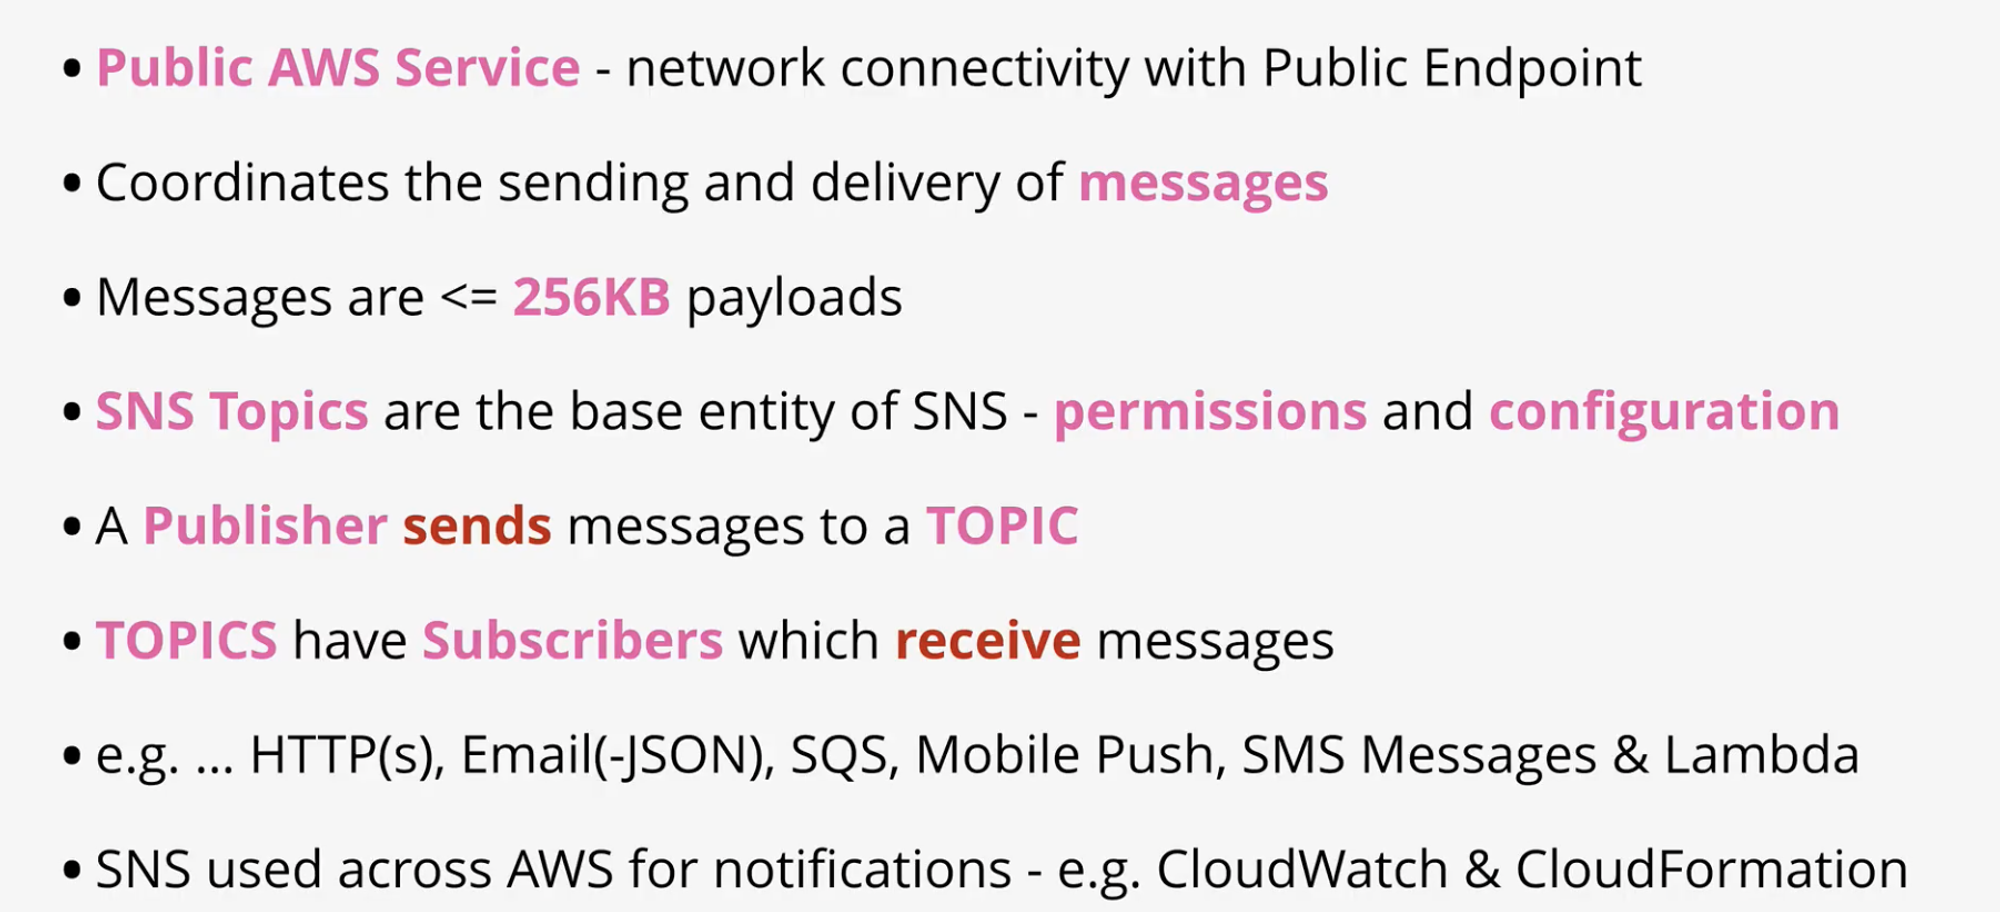 • Public AWS Service - network connectivity with Public Endpoint
• Coordinates the sending and delivery of messages
• Messages are <= 256KB payloads
• SNS Topics are the base entity of SNS - permissions and configuration
• A Publisher sends messages to a TOPIC
• TOPICS have Subscribers which receive messages
• e.g. ... HTTP(s), Email(-JSON), SQS, Mobile Push, SMS Messages & Lambda
• SNS used across AWS for notifications - e.g. CloudWatch & CloudFormation